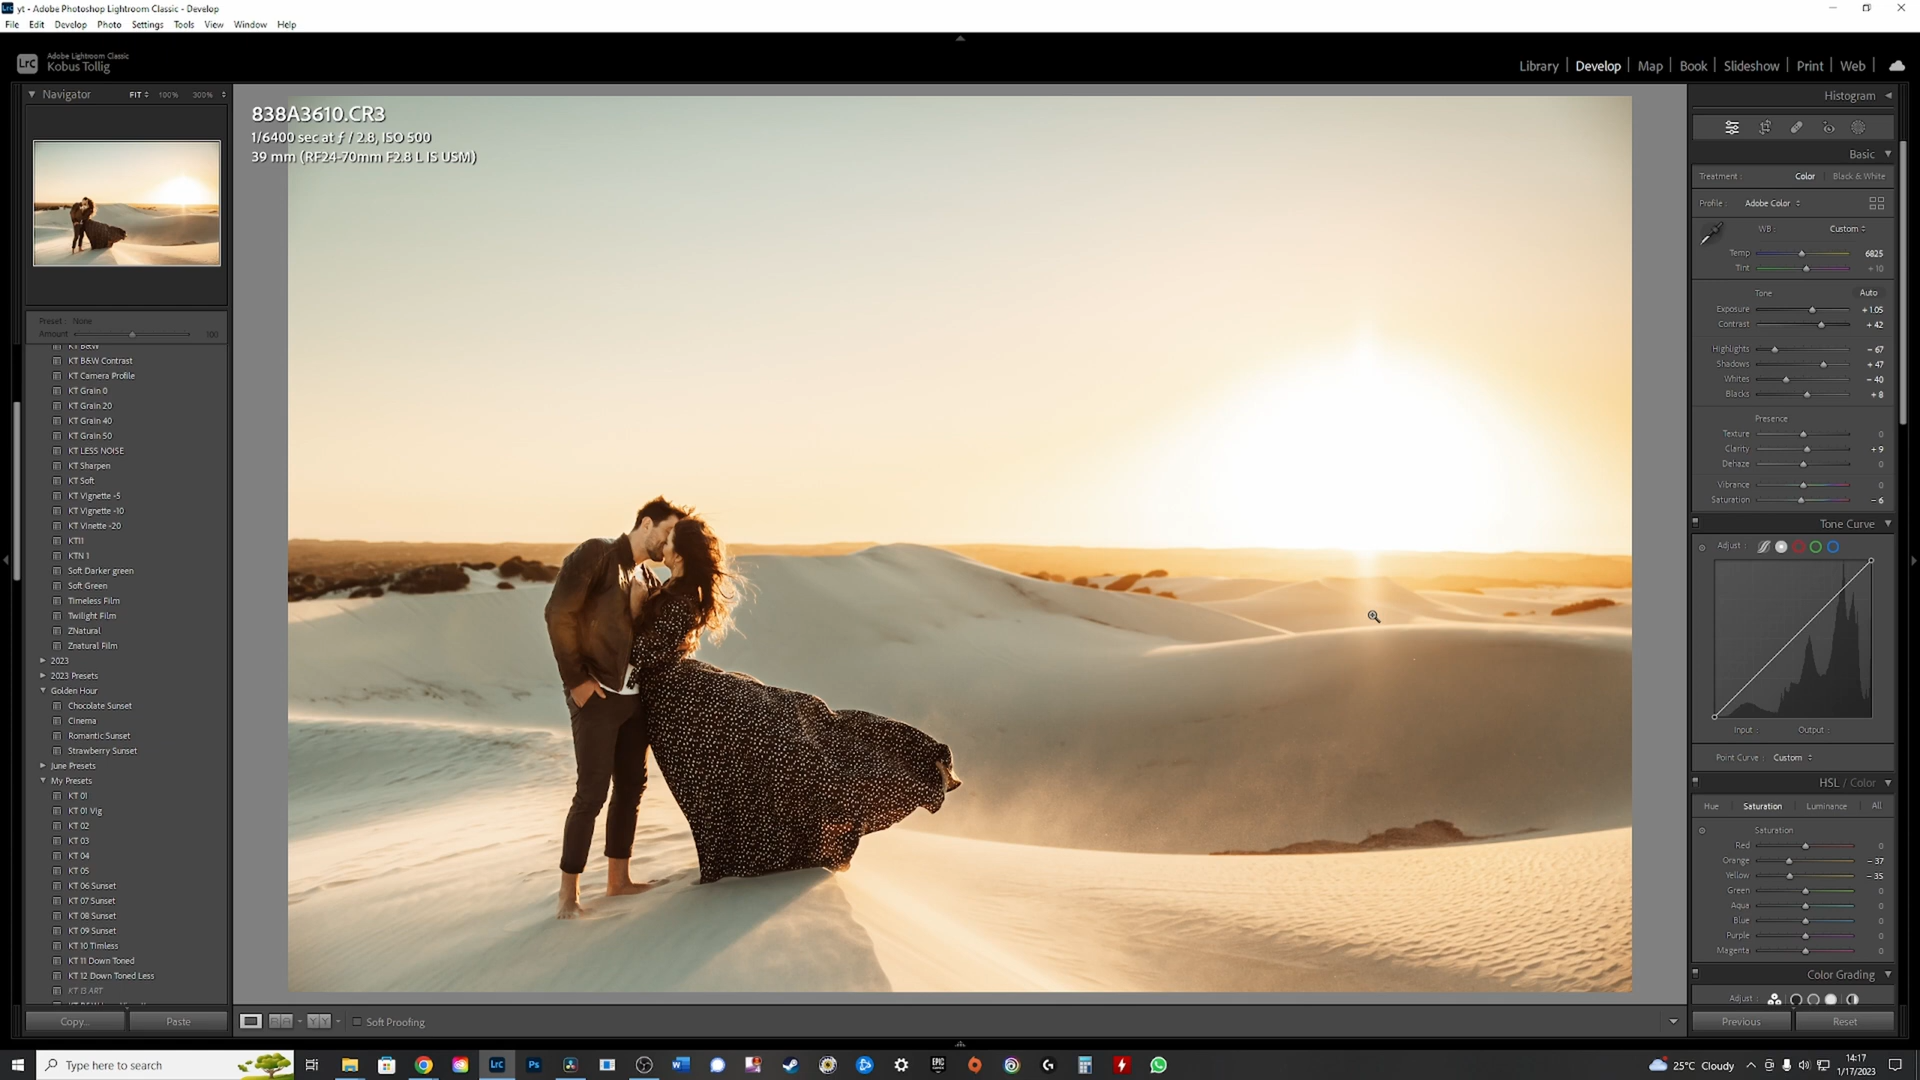 yt - Adobe Photoshop Lightroom Classic - Develop
File Edit Develop Photo Settings Tools View Window Help
LrC Adobe Lightroom Classic
Kobus Tollig
Library Develop Map Book Slideshow Print Web
Navigator FIT 100% 300%
838A3610.CR3
1/6400 sec at ƒ / 2.8, ISO 500
39 mm (RF24-70mm F2.8 L IS USM)
Preset: None
Amount 100
KT B&W
KT B&W Contrast
KT Camera Profile
KT Grain 0
KT Grain 20
KT Grain 40
KT Grain 50
KT LESS NOISE
KT Sharpen
KT Soft
KT Vignette -5
KT Vignette -10
KT Vinette -20
KT11
KTN 1
Soft Darker green
Soft Green
Timeless Film
Twilight Film
ZNatural
Znatural Film
2023
2023 Presets
Golden Hour
Chocolate Sunset
Cinema
Romantic Sunset
Strawberry Sunset
June Presets
My Presets
KT 01
KT 01 Vig
KT 02
KT 03
KT 04
KT 05
KT 06 Sunset
KT 07 Sunset
KT 08 Sunset
KT 09 Sunset
KT 10 Timless
KT 11 Down Toned
KT 12 Down Toned Less
KT 13 ART
Copy... Paste
Soft Proofing
Histogram
Basic
Treatment: Color Black & White
Profile: Adobe Color
WB: Custom
Temp 6825
Tint + 10
Tone Auto
Exposure + 1.05
Contrast + 42
Highlights - 67
Shadows + 47
Whites - 40
Blacks + 8
Presence
Texture 0
Clarity + 9
Dehaze 0
Vibrance 0
Saturation - 6
Tone Curve
Adjust:
Input: Output:
Point Curve: Custom
HSL / Color
Hue Saturation Luminance All
Saturation
Red 0
Orange - 37
Yellow - 35
Green 0
Aqua 0
Blue 0
Purple 0
Magenta 0
Color Grading
Adjust:
Previous Reset
Type here to search
LrC
Ps
25°C Cloudy
14:17
1/17/2023